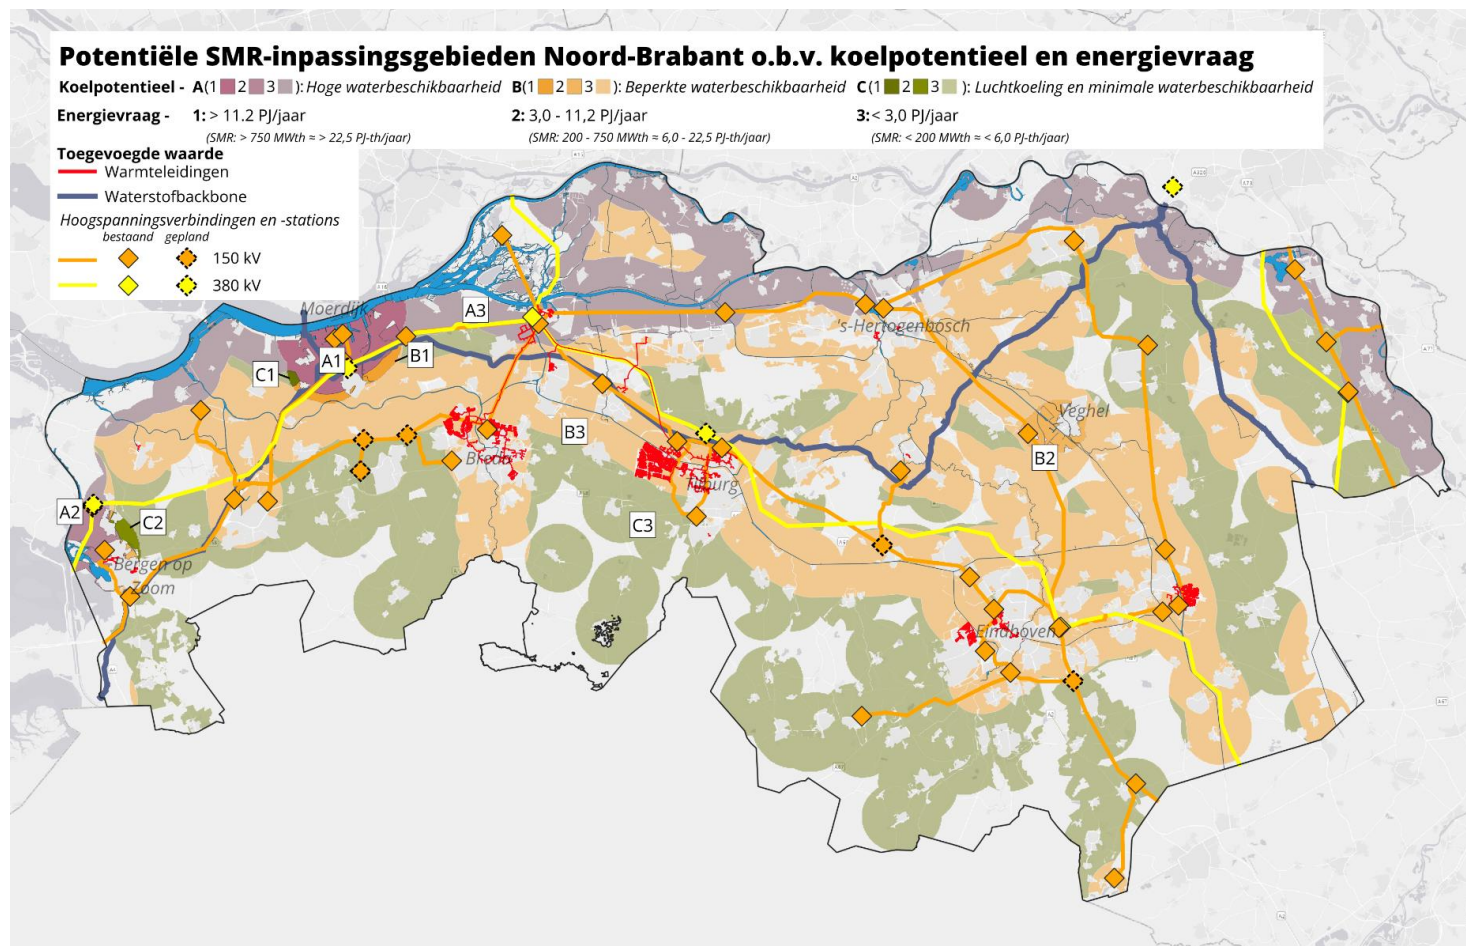 Potentiële SMR-inpassingsgebieden Noord-Brabant o.b.v. koelpotentieel en energievraag
Koelpotentieel - A (1 2 3 ): Hoge waterbeschikbaarheid B (1 2 3 ): Beperkte waterbeschikbaarheid C (1 2 3 ): Luchtkoeling en minimale waterbeschikbaarheid
Energievraag - 1: > 11.2 PJ/jaar 2: 3,0 - 11,2 PJ/jaar 3: < 3,0 PJ/jaar
(SMR: > 750 MWth ≈ > 22,5 PJ-th/jaar) (SMR: 200 - 750 MWth ≈ 6,0 - 22,5 PJ-th/jaar) (SMR: < 200 MWth ≈ < 6,0 PJ-th/jaar)
Toegevoegde waarde
Warmteleidingen
Waterstofbackbone
Hoogspanningsverbindingen en -stations
bestaand gepland
150 kV
380 kV
Moerdijk
A3
's-Hertogenbosch
A1
B1
C1
Veghel
B3
B2
Breda
Tilburg
A2
C2
C3
Bergen op
Zoom
Eindhoven